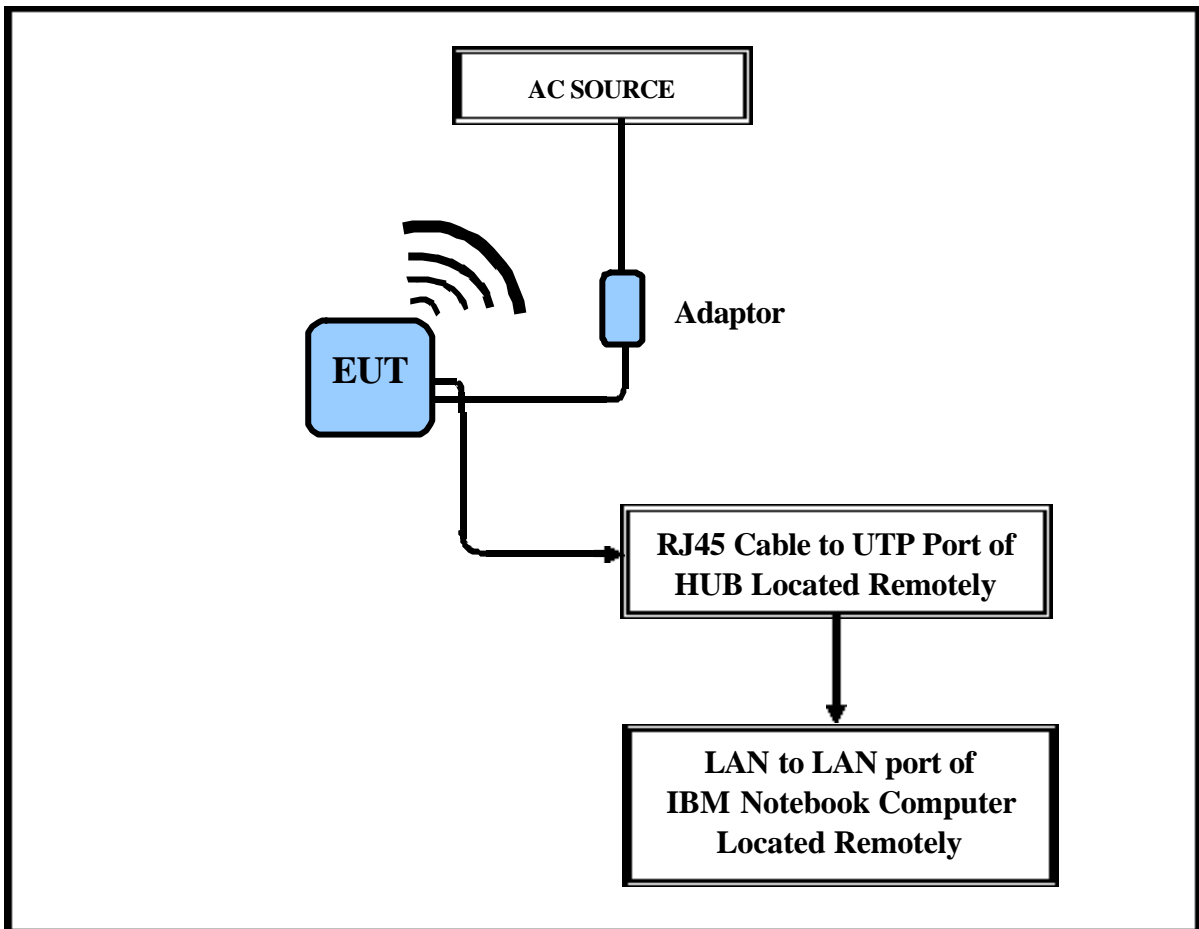 AC SOURCE
Adaptor
EUT
RJ45 Cable to UTP Port of
HUB Located Remotely
LAN to LAN port of
IBM Notebook Computer
Located Remotely